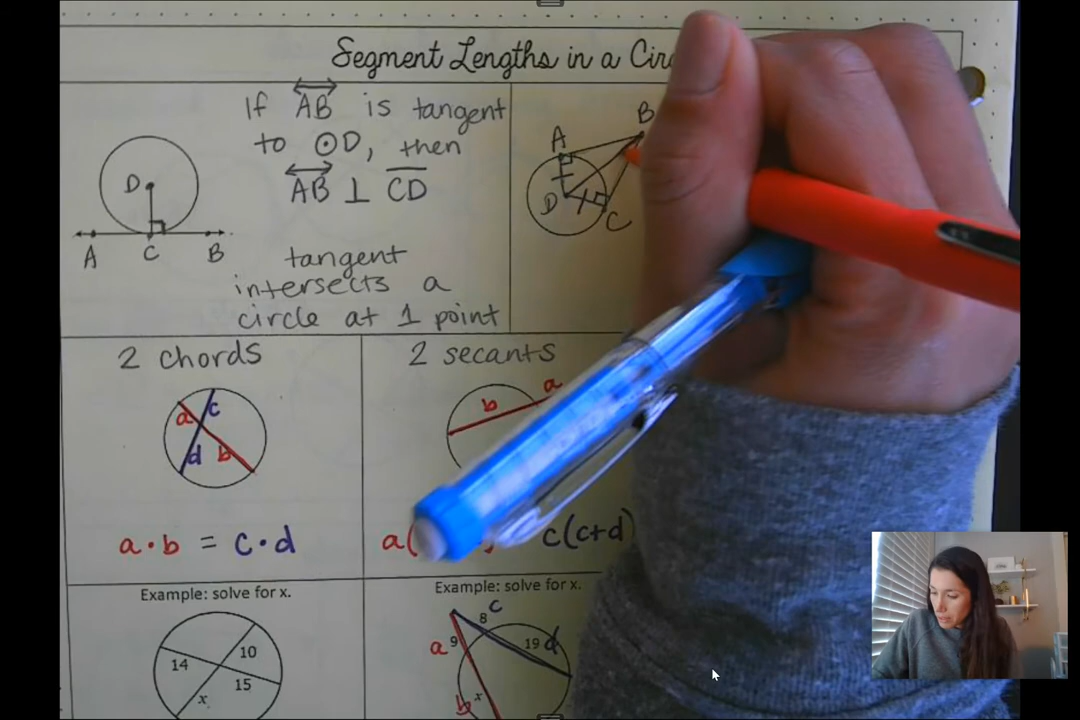 Segment Lengths in a
If AB is tangent
to ⊙D, then
AB ⊥ CD
D
A C B
tangent
intersects a
circle at 1 point
A B
D C
2 chords
a c
d b
a·b = c·d
2 secants
b a
a( c(c+d)
Example: solve for x.
14 10
15
x
Example: solve for x.
c
8
a 9 19 d
b x